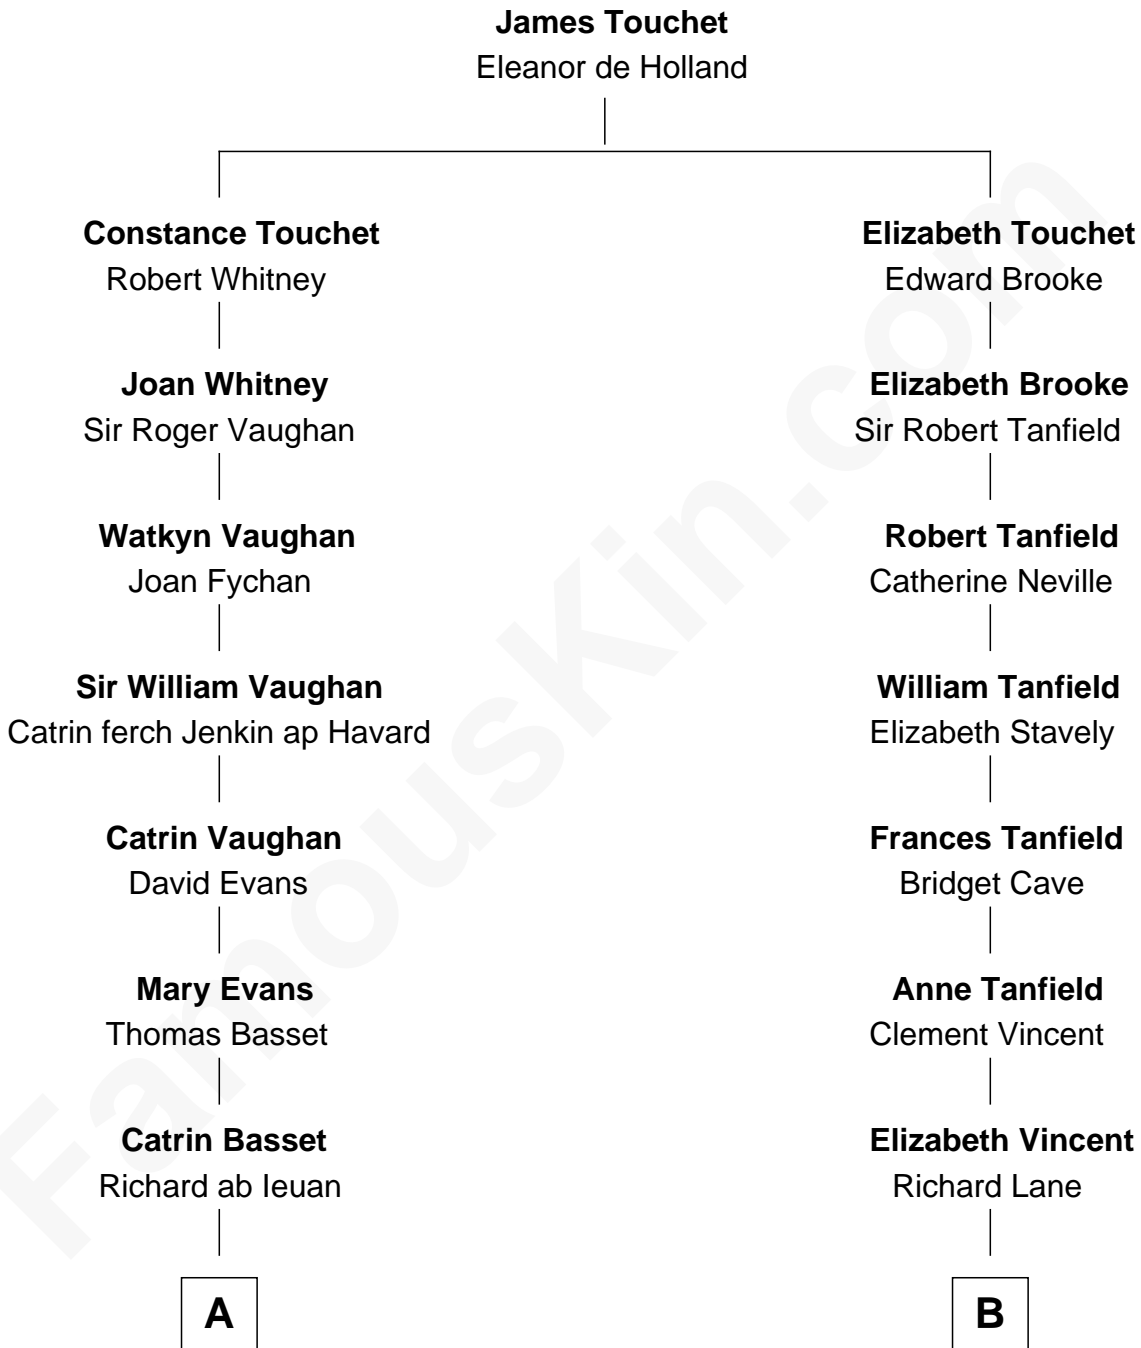 James Touchet
Eleanor de Holland
Constance Touchet
Robert Whitney
Elizabeth Touchet
Edward Brooke
Joan Whitney
Sir Roger Vaughan
Elizabeth Brooke
Sir Robert Tanfield
Watkyn Vaughan
Joan Fychan
Robert Tanfield
Catherine Neville
Sir William Vaughan
Catrin ferch Jenkin ap Havard
William Tanfield
Elizabeth Stavely
Catrin Vaughan
David Evans
Frances Tanfield
Bridget Cave
Mary Evans
Thomas Basset
Anne Tanfield
Clement Vincent
Catrin Basset
Richard ab Ieuan
Elizabeth Vincent
Richard Lane
A
B
FamousKin.com